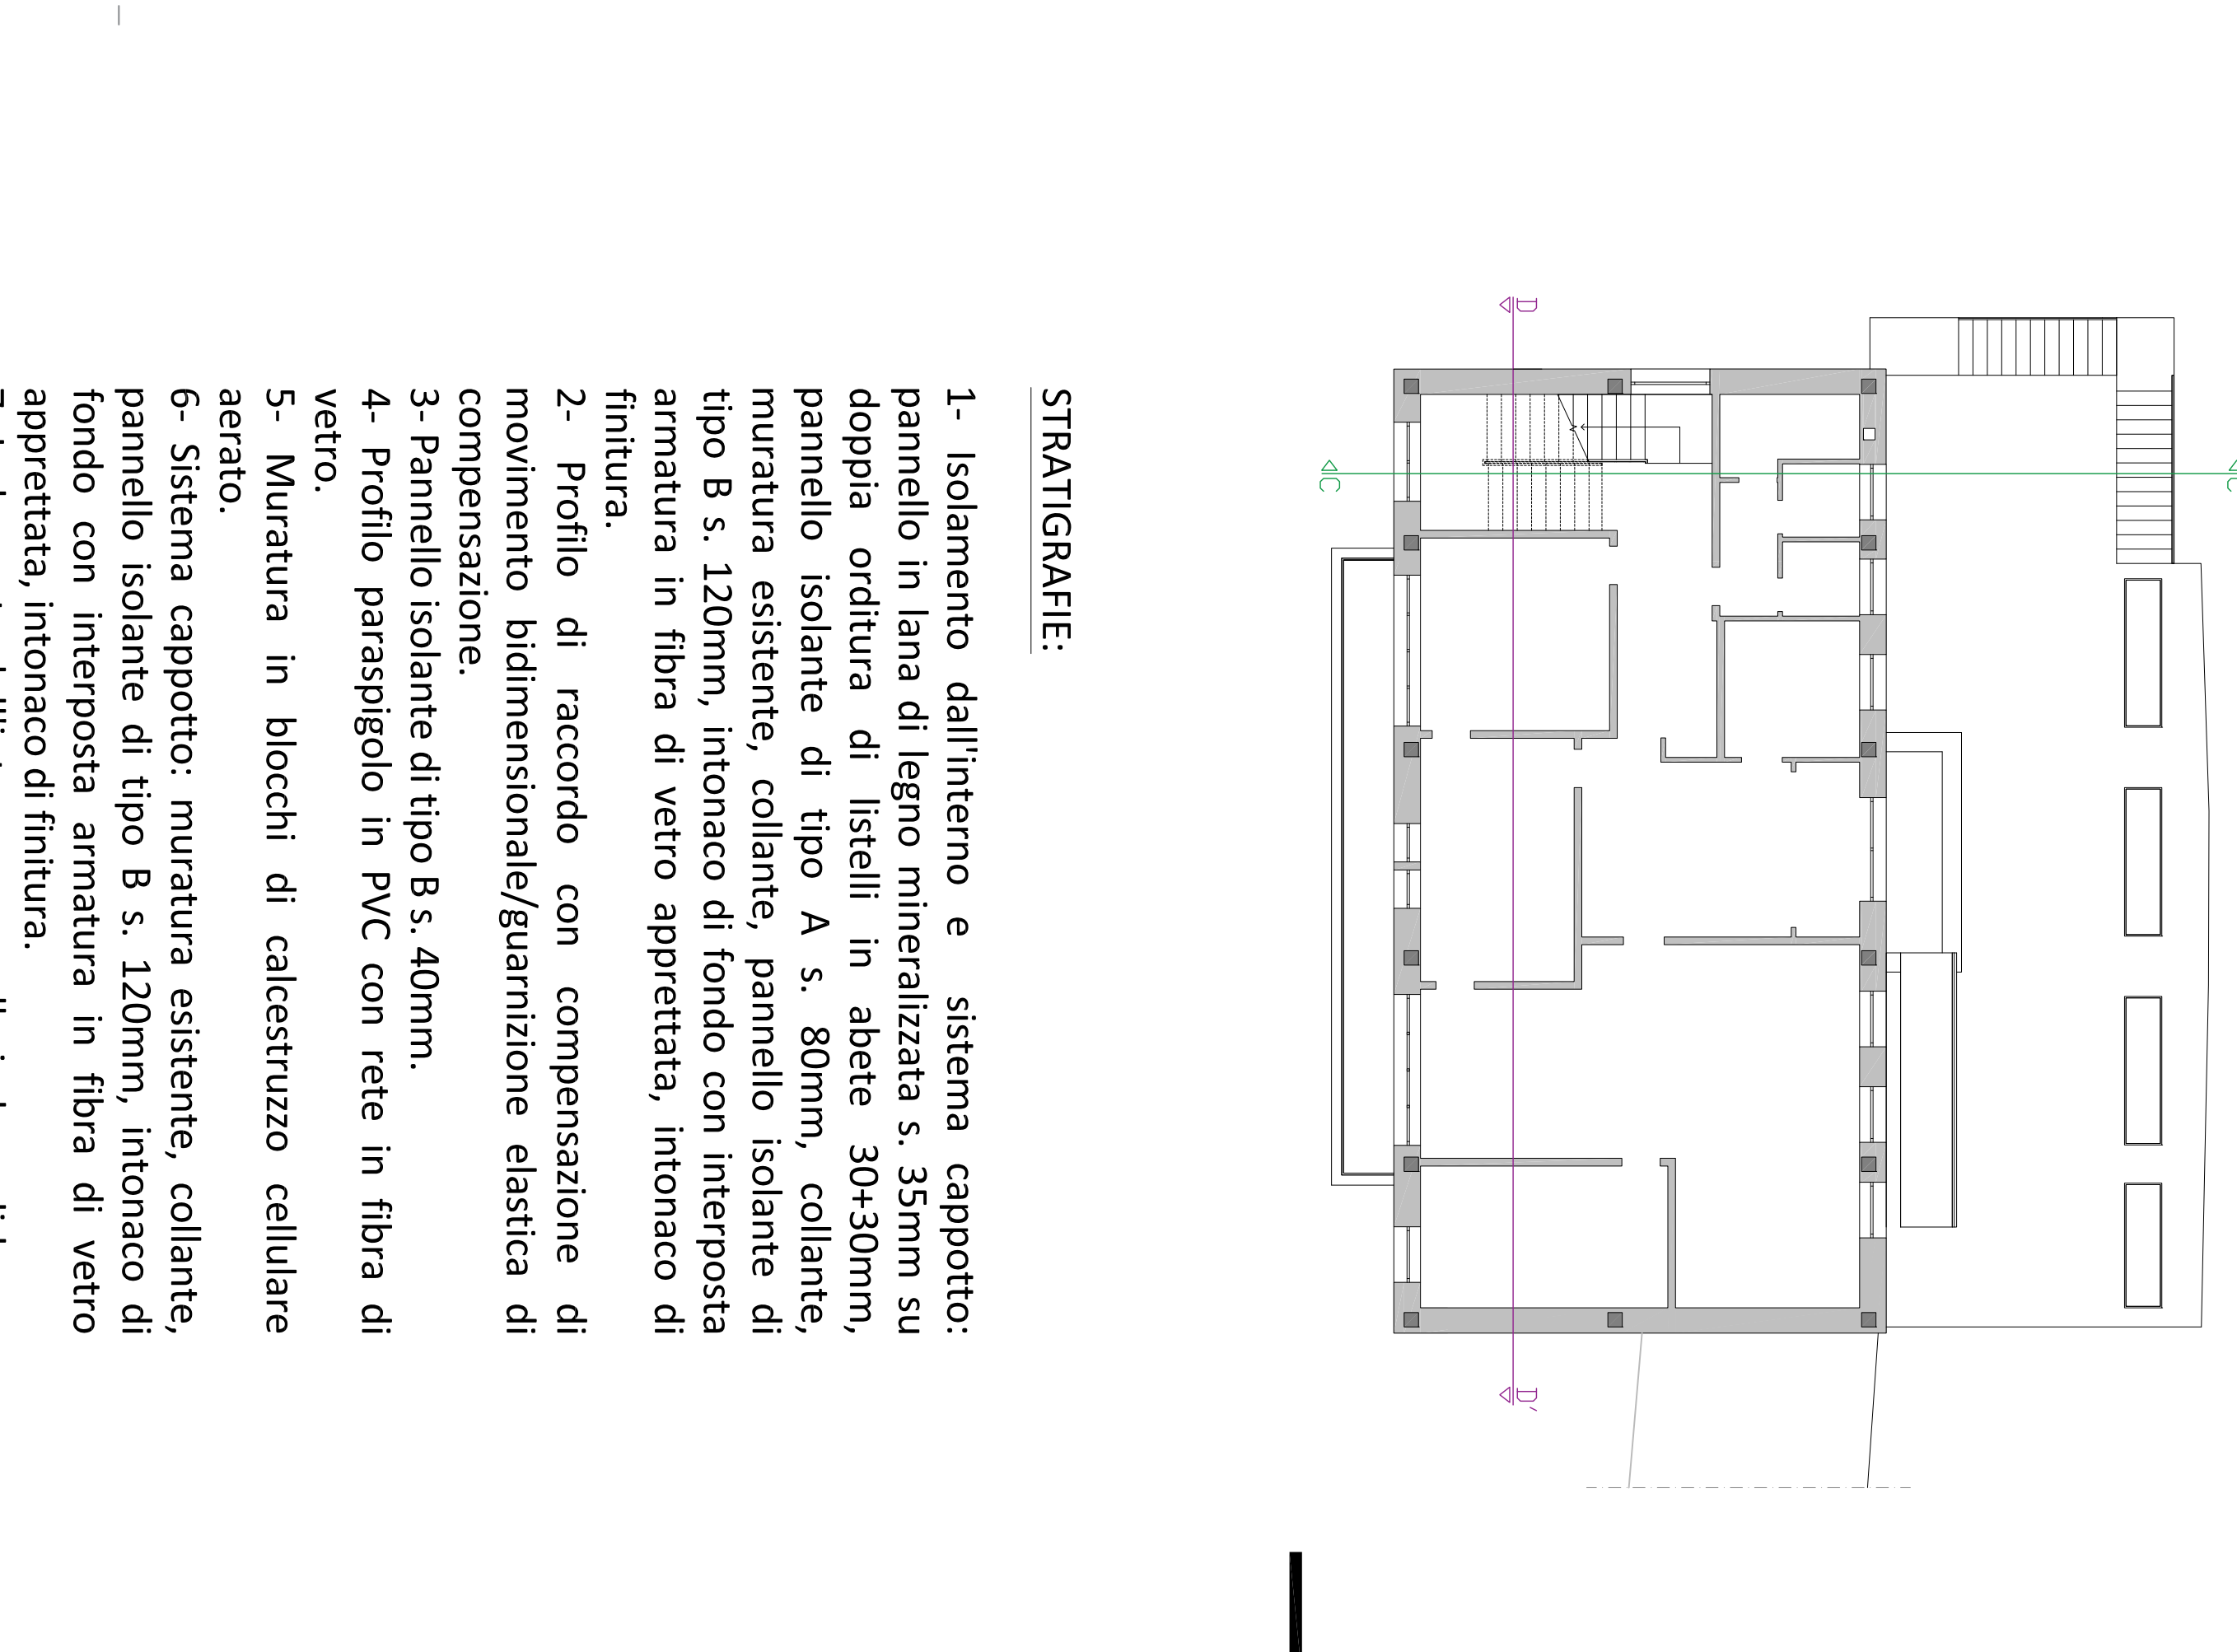 D
D'
C
C
STRATIGRAFIE:
1- Isolamento dall'interno e sistema cappotto:
pannello in lana di legno mineralizzata s. 35mm su
doppia orditura di listelli in abete 30+30mm,
pannello isolante di tipo A s. 80mm, collante,
muratura esistente, collante, pannello isolante di
tipo B s. 120mm, intonaco di fondo con interposta
armatura in fibra di vetro apprettata, intonaco di
finitura.
2- Profilo di raccordo con compensazione di
movimento bidimensionale/guarnizione elastica di
compensazione.
3- Pannello isolante di tipo B s. 40mm.
4- Profilo paraspigolo in PVC con rete in fibra di
vetro.
5- Muratura in blocchi di calcestruzzo cellulare
aerato.
6- Sistema cappotto: muratura esistente, collante,
pannello isolante di tipo B s. 120mm, intonaco di
fondo con interposta armatura in fibra di vetro
apprettata, intonaco di finitura.